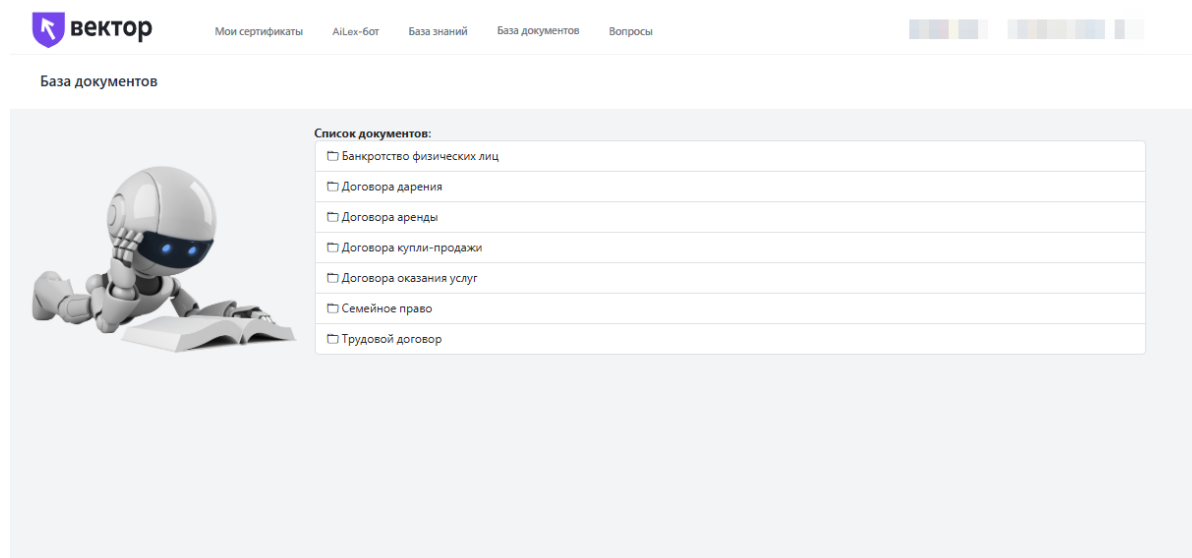 вектор
Мои сертификаты AiLex-бот База знаний База документов Вопросы
База документов
Список документов:
Банкротство физических лиц
Договора дарения
Договора аренды
Договора купли-продажи
Договора оказания услуг
Семейное право
Трудовой договор